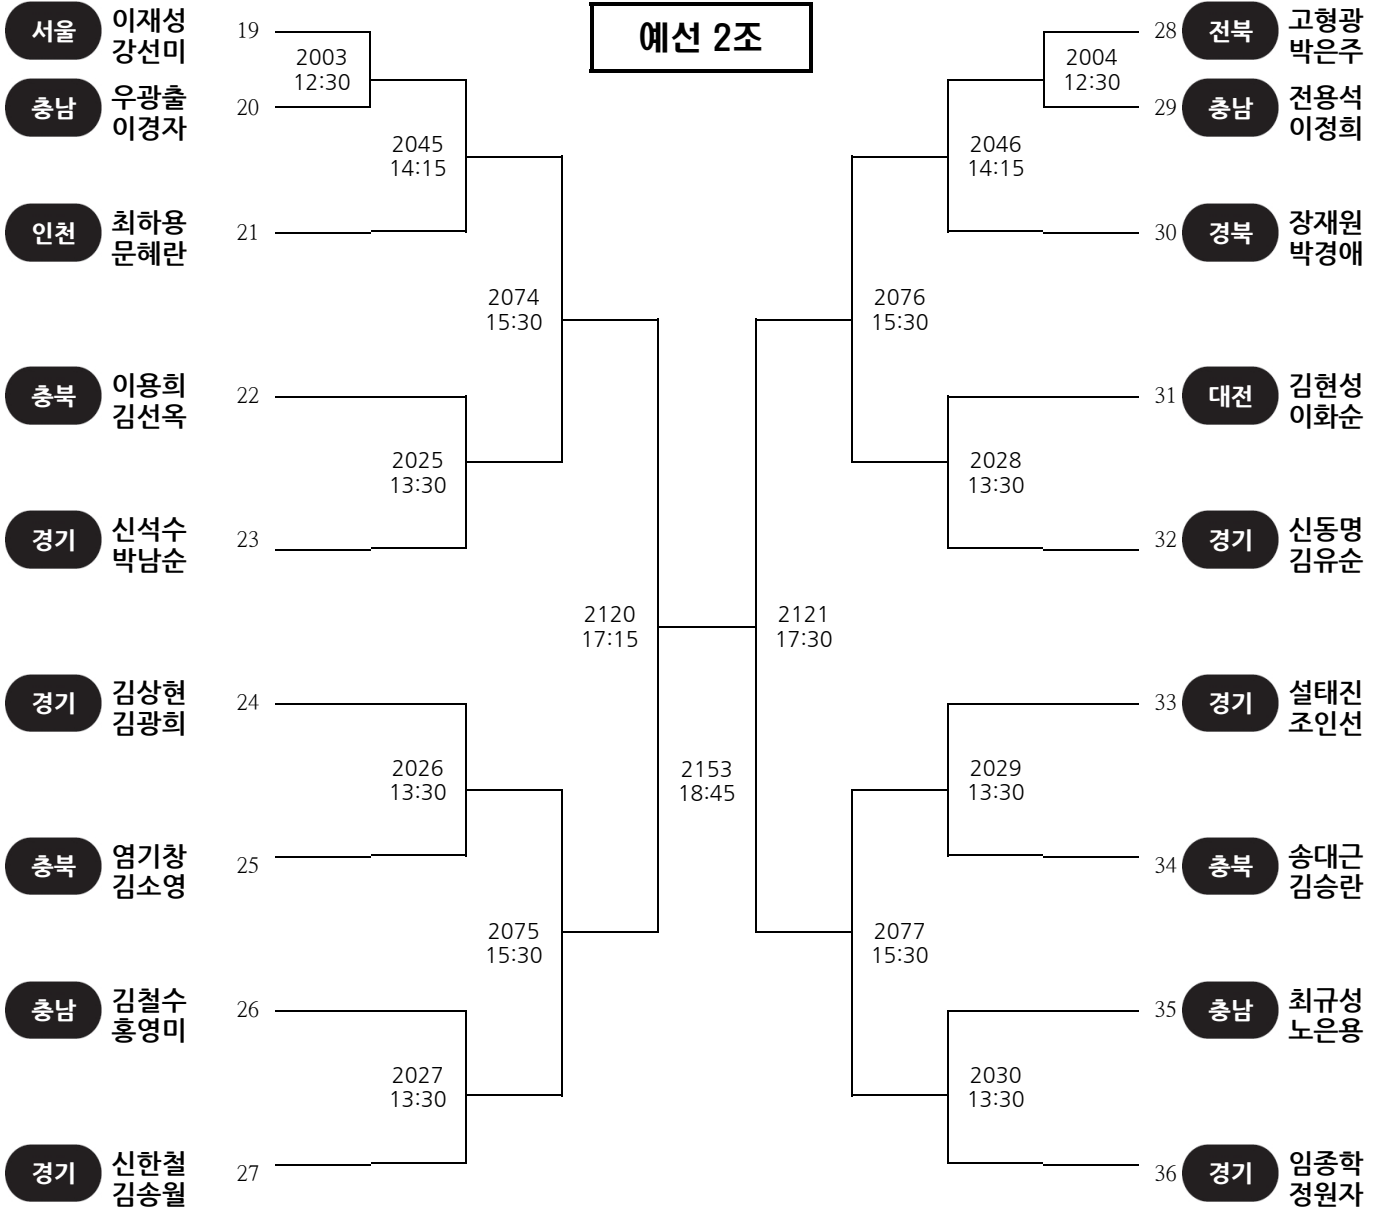 예선 2조
서울
이재성
강선미
19
2003
12:30
충남
우광출
이경자
20
2045
14:15
인천
최하용
문혜란
21
2074
15:30
충북
이용희
김선옥
22
2025
13:30
경기
신석수
박남순
23
2120
17:15
경기
김상현
김광희
24
2026
13:30
충북
염기창
김소영
25
2075
15:30
충남
김철수
홍영미
26
2027
13:30
경기
신한철
김송월
27
2153
18:45
28
전북
고형광
박은주
2004
12:30
29
충남
전용석
이정희
2046
14:15
30
경북
장재원
박경애
2076
15:30
31
대전
김현성
이화순
2028
13:30
32
경기
신동명
김유순
2121
17:30
33
경기
설태진
조인선
2029
13:30
34
충북
송대근
김승란
2077
15:30
35
충남
최규성
노은용
2030
13:30
36
경기
임종학
정원자